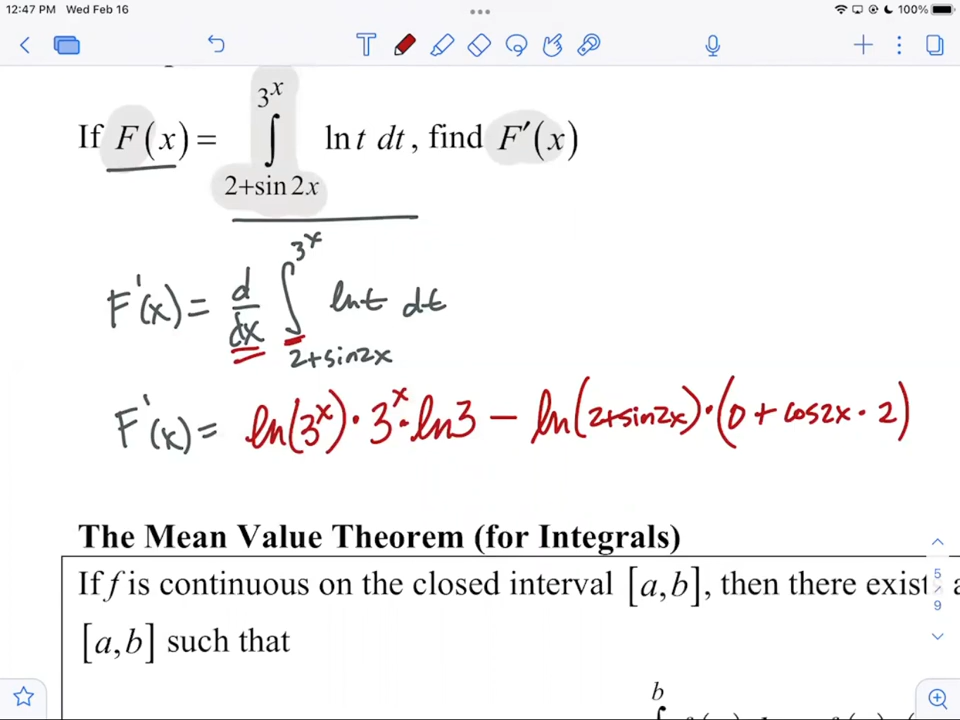 12:47 PM Wed Feb 16 100%
If F(x) = ∫_{2+sin 2x}^{3^x} ln t dt, find F′(x)
F'(x) = d/dx ∫_{2+sin2x}^{3^x} lnt dt
F'(x) = ln(3^x) · 3^x · ln3 − ln(2+sin2x) · (0 + cos2x · 2)
The Mean Value Theorem (for Integrals)
If f is continuous on the closed interval [a,b], then there exist a
[a,b] such that
b
5
9